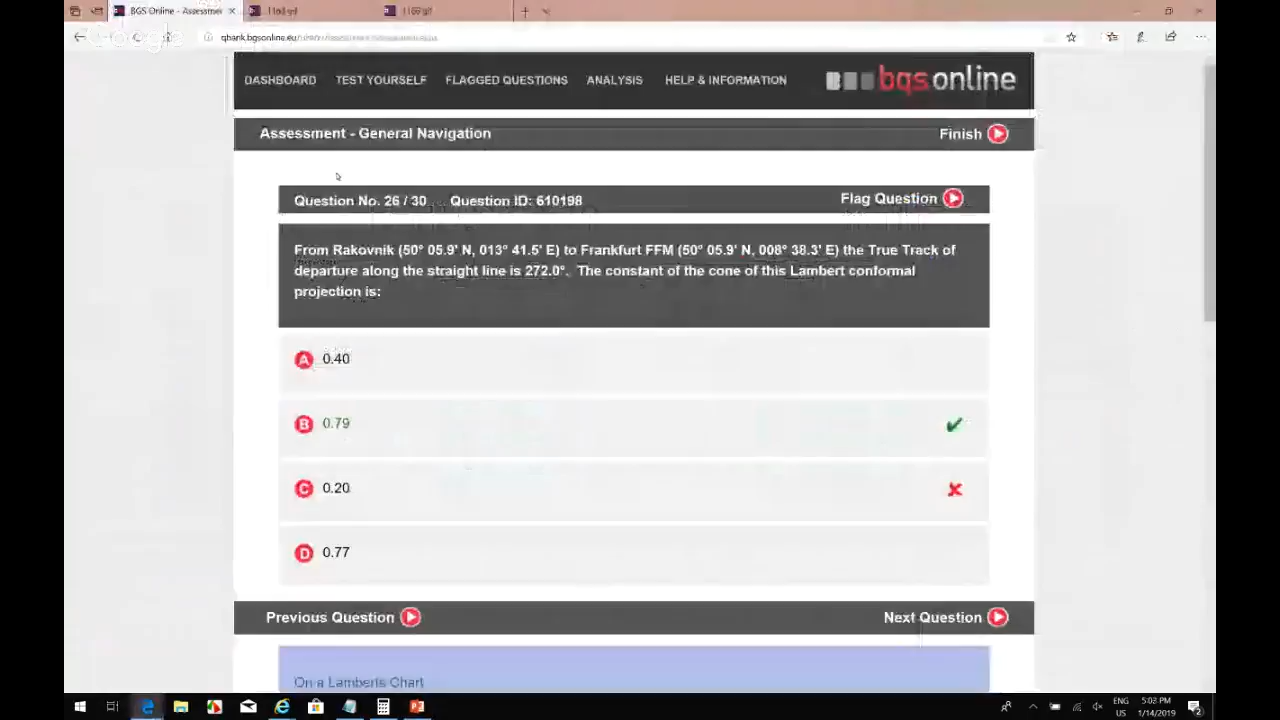 BGS Online - Assessmen
qbank.bgsonline.eu
DASHBOARD TEST YOURSELF FLAGGED QUESTIONS ANALYSIS HELP & INFORMATION bgsonline
Assessment - General Navigation Finish
Question No. 26 / 30 Question ID: 610198 Flag Question
From Rakovnik (50° 05.9' N, 013° 41.5' E) to Frankfurt FFM (50° 05.9' N, 008° 38.3' E) the True Track of
departure along the straight line is 272.0°. The constant of the cone of this Lambert conformal
projection is:
A 0.40
B 0.79
C 0.20
D 0.77
Previous Question Next Question
On a Lamberts Chart
ENG 5:03 PM
US 1/14/2019 2